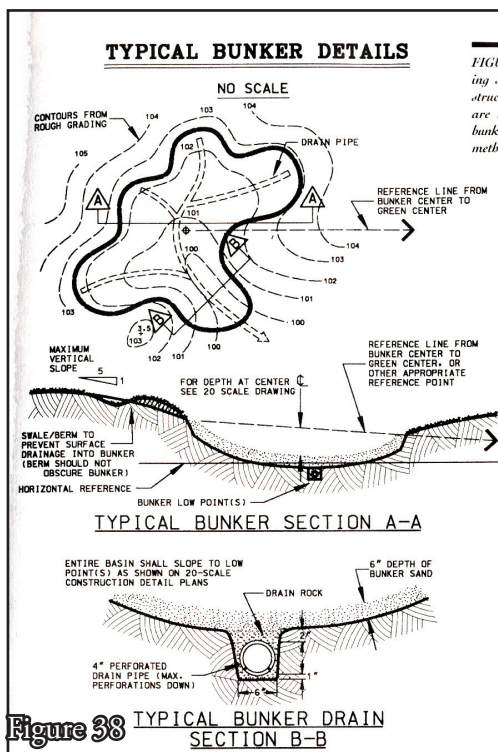 TYPICAL BUNKER DETAILS
NO SCALE
CONTOURS FROM
ROUGH GRADING
104
103
104
105
102
DRAIN PIPE
A
A
REFERENCE LINE FROM
BUNKER CENTER TO
GREEN CENTER
101
100
B
104
100
102
103
101
B
100
3.5
103
102
101
100
MAXIMUM
VERTICAL
SLOPE
5
1
FOR DEPTH AT CENTER ℄
SEE 20 SCALE DRAWING
REFERENCE LINE FROM
BUNKER CENTER TO
GREEN CENTER, OR
OTHER APPROPRIATE
REFERENCE POINT
SWALE/BERM TO
PREVENT SURFACE
DRAINAGE INTO BUNKER
(BERM SHOULD NOT
OBSCURE BUNKER)
HORIZONTAL REFERENCE
BUNKER LOW POINT(S)
TYPICAL BUNKER SECTION A-A
ENTIRE BASIN SHALL SLOPE TO LOW
POINT(S) AS SHOWN ON 20-SCALE
CONSTRUCTION DETAIL PLANS
6" DEPTH OF
BUNKER SAND
DRAIN ROCK
4" PERFORATED
DRAIN PIPE (MAX.
PERFORATIONS DOWN)
2"
1"
6"
TYPICAL BUNKER DRAIN
SECTION B-B
Figure 38
ing
are